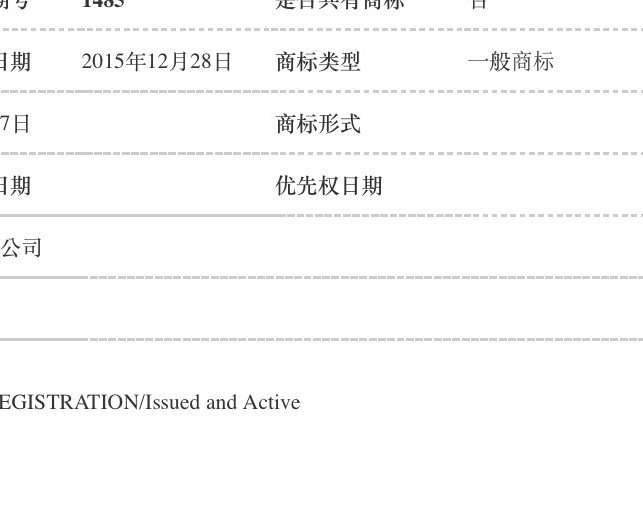 期号 1485 是否共有商标 否
日期 2015年12月28日 商标类型 一般商标
7日 商标形式
日期 优先权日期
公司
EGISTRATION/Issued and Active